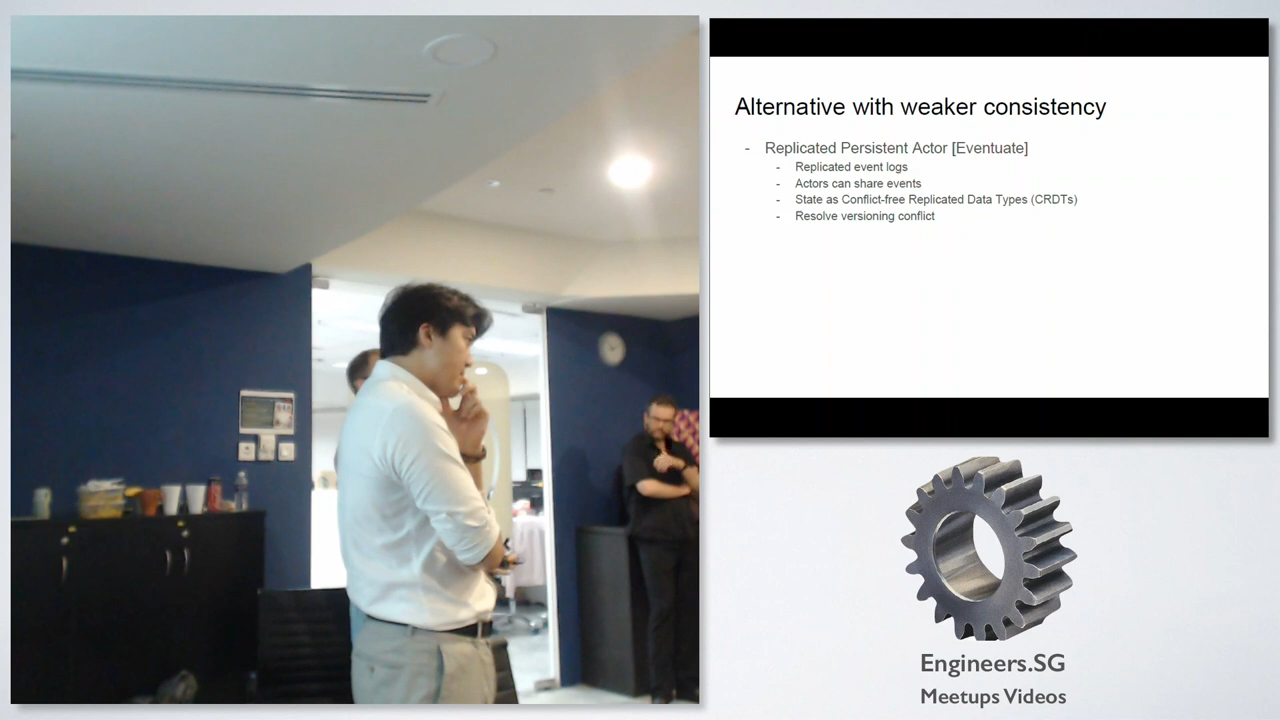 Alternative with weaker consistency
- Replicated Persistent Actor [Eventuate]
- Replicated event logs
- Actors can share events
- State as Conflict-free Replicated Data Types (CRDTs)
- Resolve versioning conflict
Engineers.SG
Meetups Videos